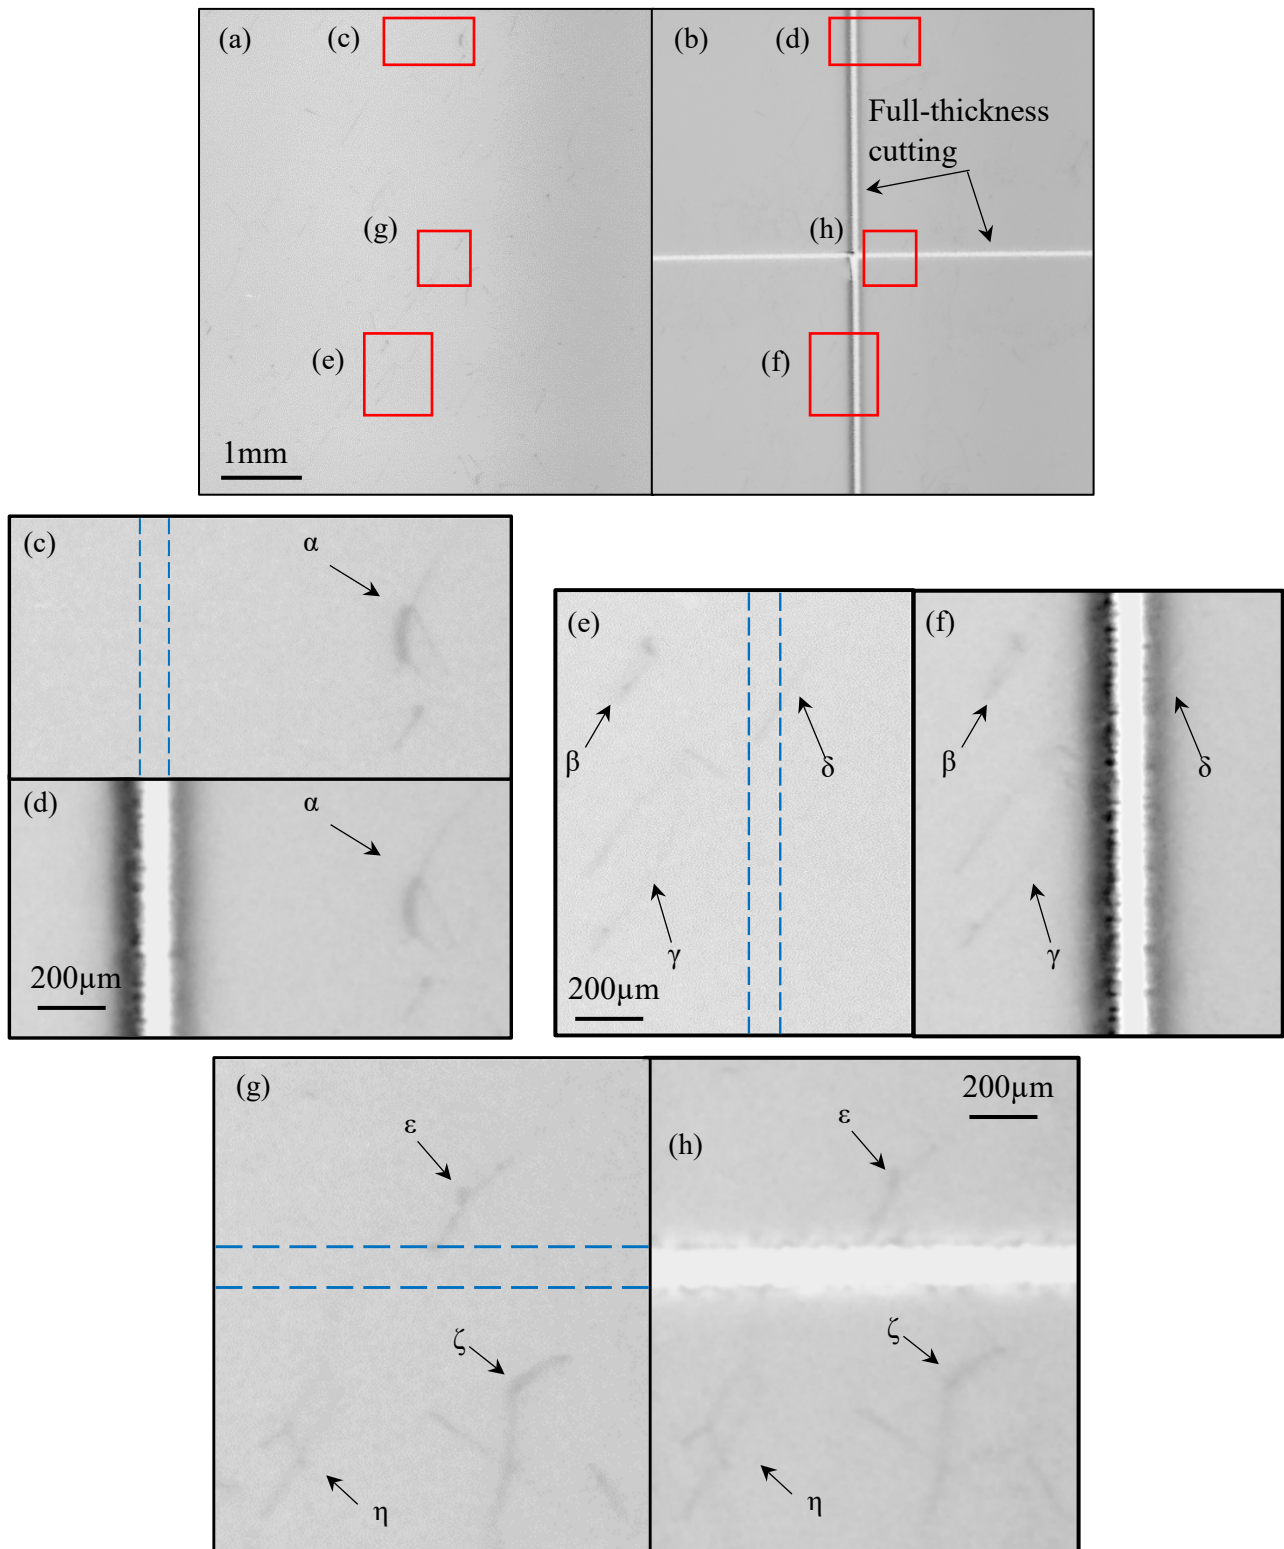 (a)
(c)
(b)
(d)
Full-thickness
cutting
(g)
(h)
(e)
(f)
1mm
(c)
α
(d)
α
200µm
(e)
β
δ
γ
200µm
(f)
β
δ
γ
(g)
ε
ζ
η
200µm
(h)
ε
ζ
η